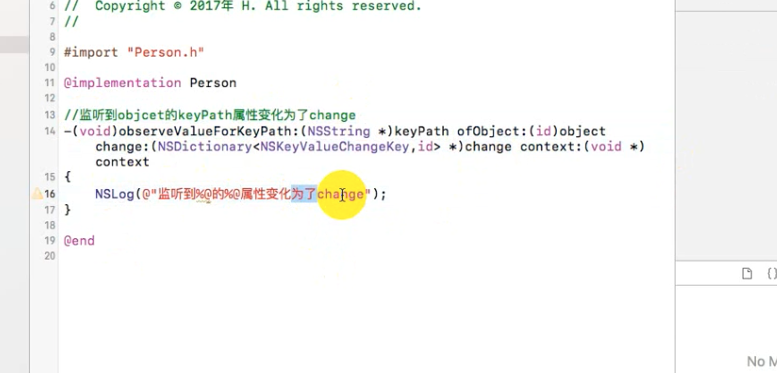 6 // Copyright © 2017年 H. All rights reserved.
7 //
8
9 #import "Person.h"
10
11 @implementation Person
12
13 //监听到objcet的keyPath属性变化为了change
14 -(void)observeValueForKeyPath:(NSString *)keyPath ofObject:(id)object
change:(NSDictionary<NSKeyValueChangeKey,id> *)change context:(void *)
context
15 {
16 NSLog(@"监听到%@的%@属性变化为了change");
17 }
18
19 @end
20
{}
No M